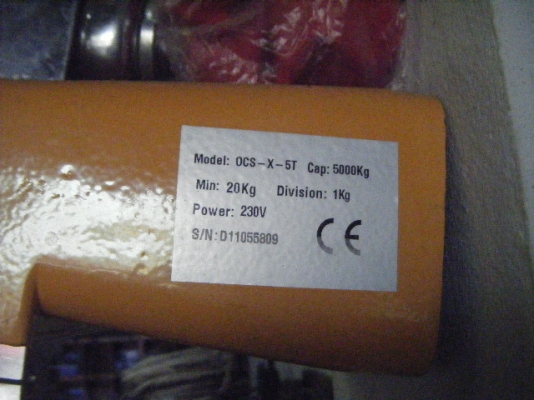 Model: OCS-X-5T Cap: 5000Kg
Min: 20Kg Division: 1Kg
Power: 230V
S/N: D11055809
CE